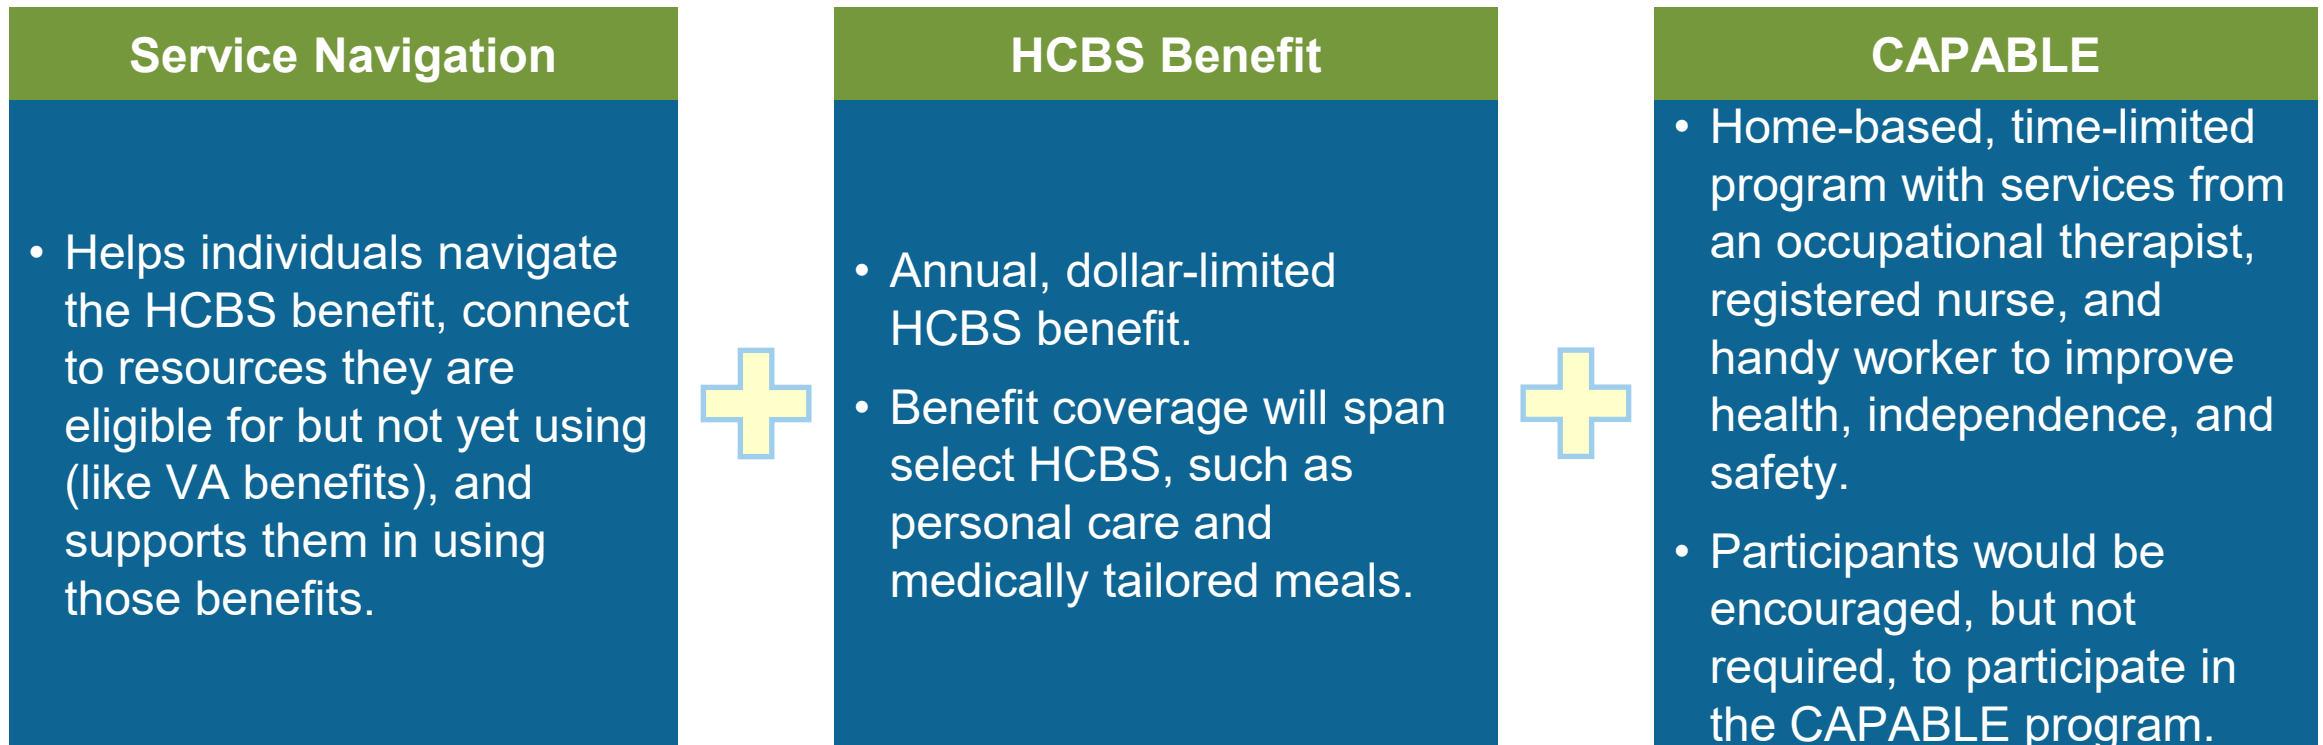 Service Navigation
• Helps individuals navigate
the HCBS benefit, connect
to resources they are
eligible for but not yet using
(like VA benefits), and
supports them in using
those benefits.
HCBS Benefit
• Annual, dollar-limited
HCBS benefit.
• Benefit coverage will span
select HCBS, such as
personal care and
medically tailored meals.
CAPABLE
• Home-based, time-limited
program with services from
an occupational therapist,
registered nurse, and
handy worker to improve
health, independence, and
safety.
• Participants would be
encouraged, but not
required, to participate in
the CAPABLE program.